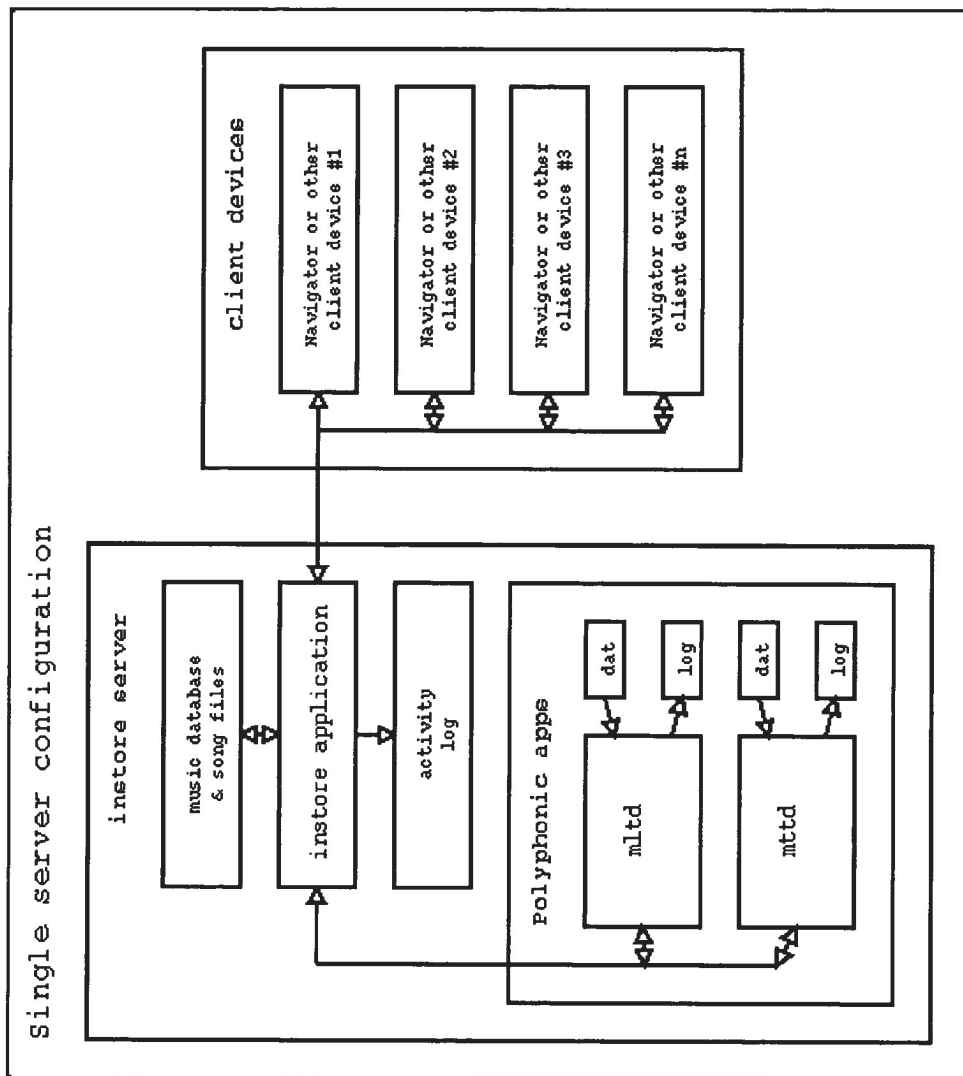 Single server configuration
instore server
music database
& song files
instore application
activity
log
Polyphonic apps
mltd
dat
log
mttd
dat
log
client devices
Navigator or other
client device #1
Navigator or other
client device #2
Navigator or other
client device #3
Navigator or other
client device #n